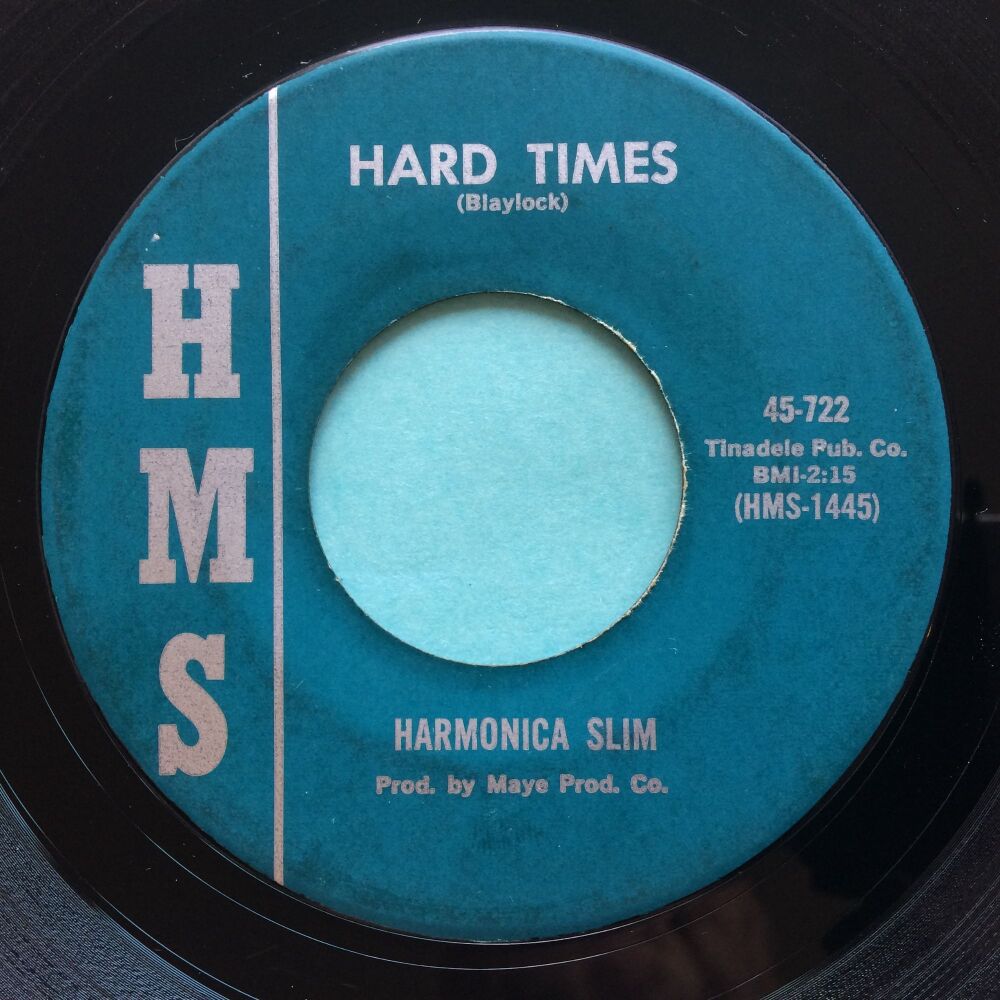 HARD TIMES
(Blaylock)
H
M
S
45-722
Tinadele Pub. Co.
BMI-2:15
(HMS-1445)
HARMONICA SLIM
Prod. by Maye Prod. Co.